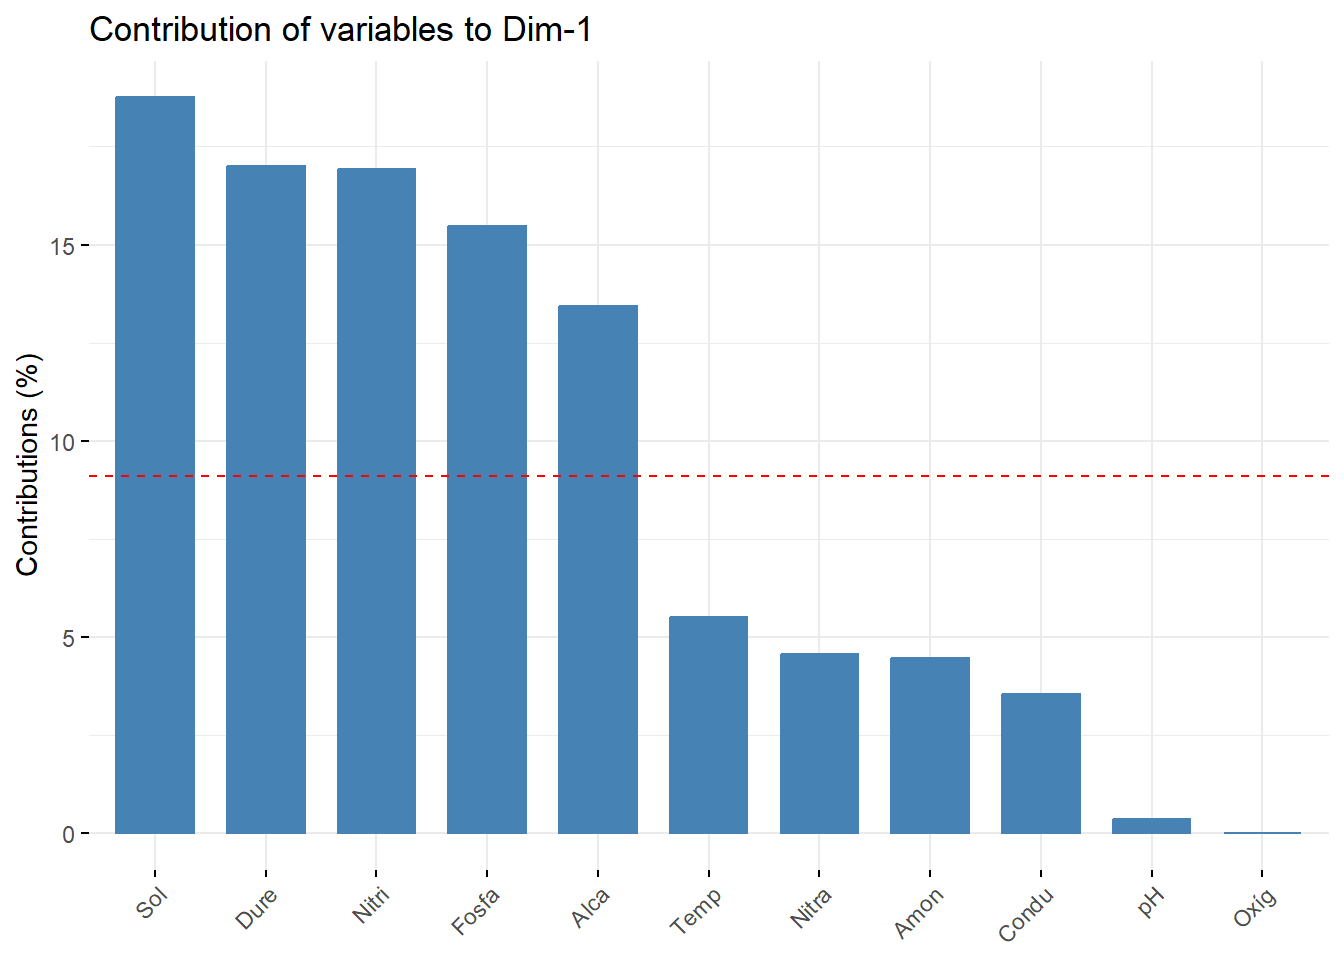 Contribution of variables to Dim-1
Contributions (%)
15
10
5
0
Sol
Dure
Nitri
Fosfa
Alca
Temp
Nitra
Amon
Condu
pH
Oxíg